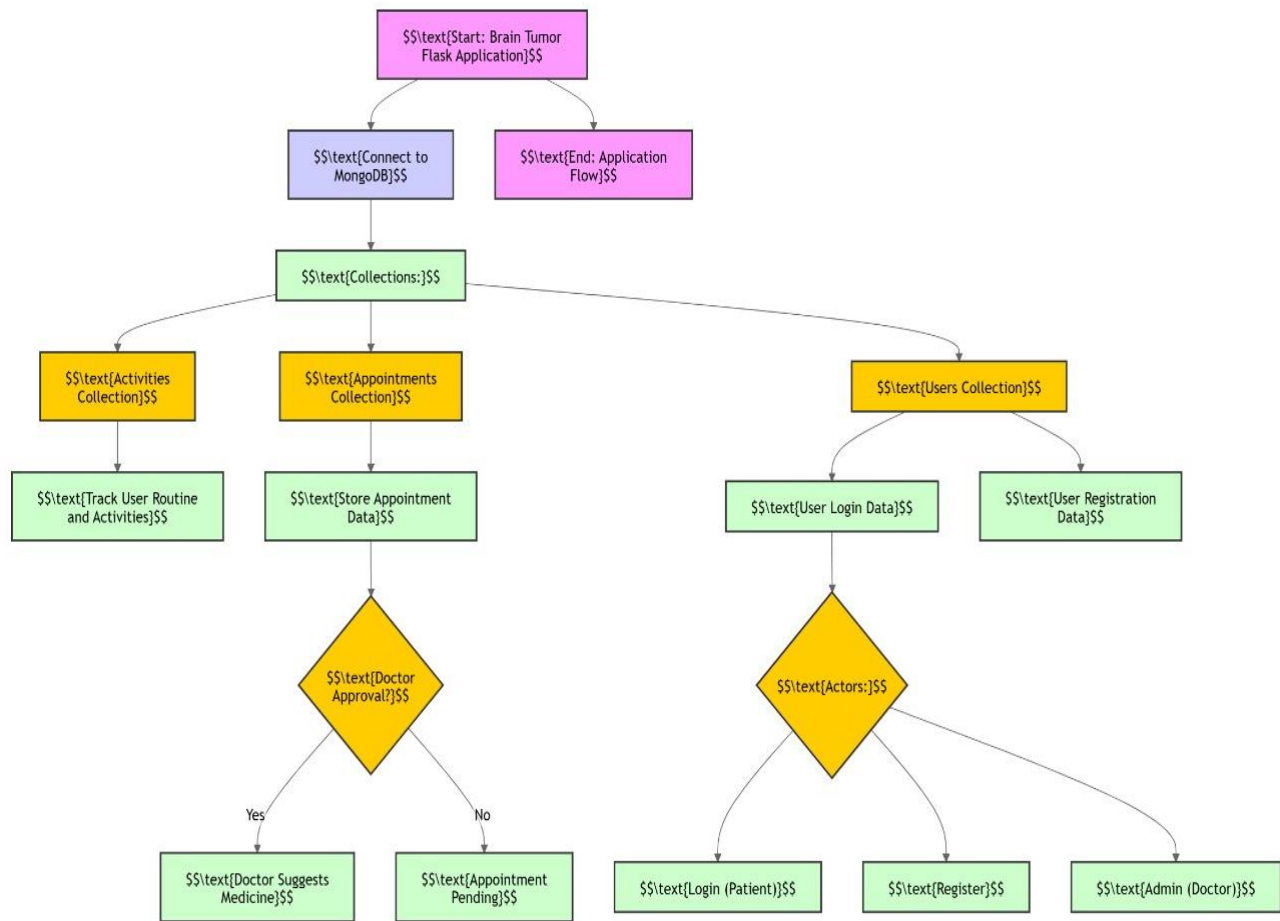 $$\text{Start: Brain Tumor
Flask Application}$$
$$\text{Connect to
MongoDB}$$
$$\text{End: Application
Flow}$$
$$\text{Collections:}$$
$$\text{Activities
Collection}$$
$$\text{Appointments
Collection}$$
$$\text{Users Collection}$$
$$\text{Track User Routine
and Activities}$$
$$\text{Store Appointment
Data}$$
$$\text{User Login Data}$$
$$\text{User Registration
Data}$$
$$\text{Doctor
Approval?}$$
$$\text{Actors:}$$
Yes
No
$$\text{Doctor Suggests
Medicine}$$
$$\text{Appointment
Pending}$$
$$\text{Login (Patient)}$$
$$\text{Register}$$
$$\text{Admin (Doctor)}$$